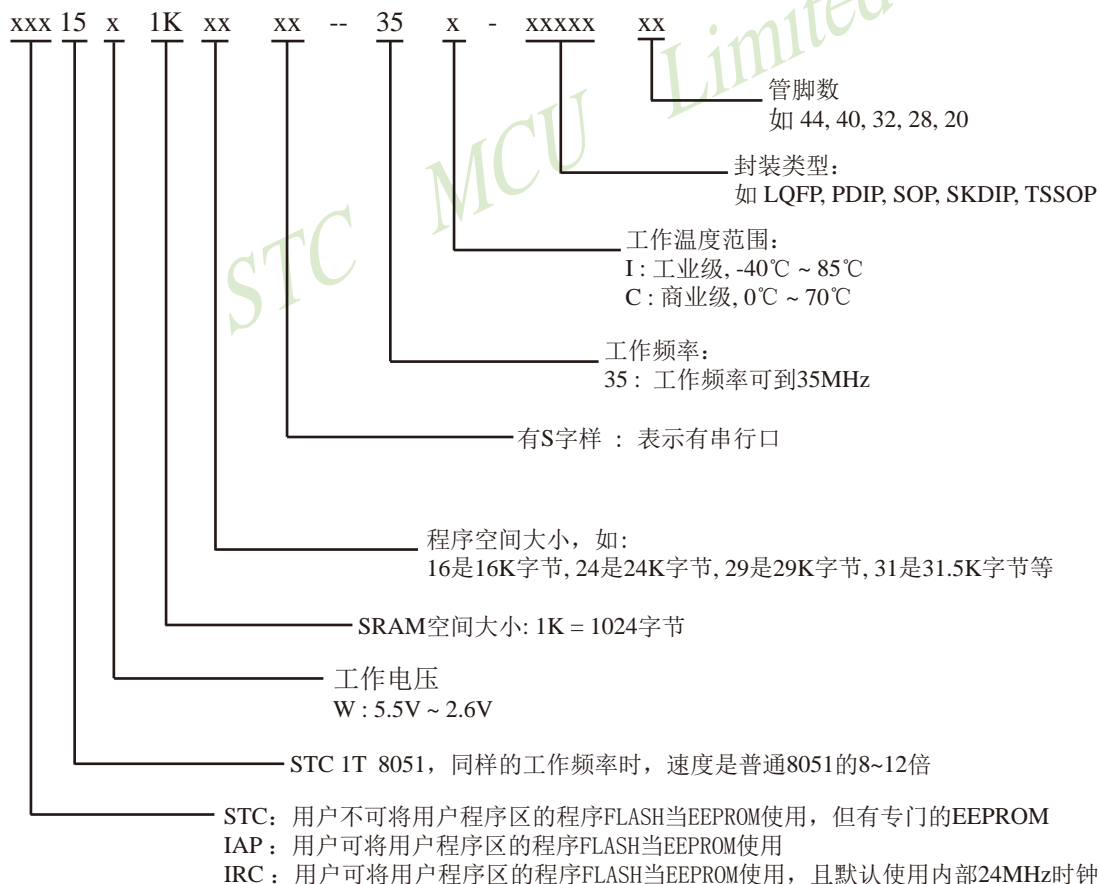 xxx 15 x 1K xx xx -- 35 x - xxxxx xx
管脚数
如 44, 40, 32, 28, 20
封装类型：
如 LQFP, PDIP, SOP, SKDIP, TSSOP
工作温度范围：
I : 工业级, -40℃ ~ 85℃
C : 商业级, 0℃ ~ 70℃
工作频率：
35 : 工作频率可到35MHz
有S字样 : 表示有串行口
程序空间大小，如:
16是16K字节, 24是24K字节, 29是29K字节, 31是31.5K字节等
SRAM空间大小: 1K = 1024字节
工作电压
W : 5.5V ~ 2.6V
STC 1T 8051，同样的工作频率时，速度是普通8051的8~12倍
STC：用户不可将用户程序区的程序FLASH当EEPROM使用，但有专门的EEPROM
IAP：用户可将用户程序区的程序FLASH当EEPROM使用
IRC：用户可将用户程序区的程序FLASH当EEPROM使用，且默认使用内部24MHz时钟
STC MCU Limited